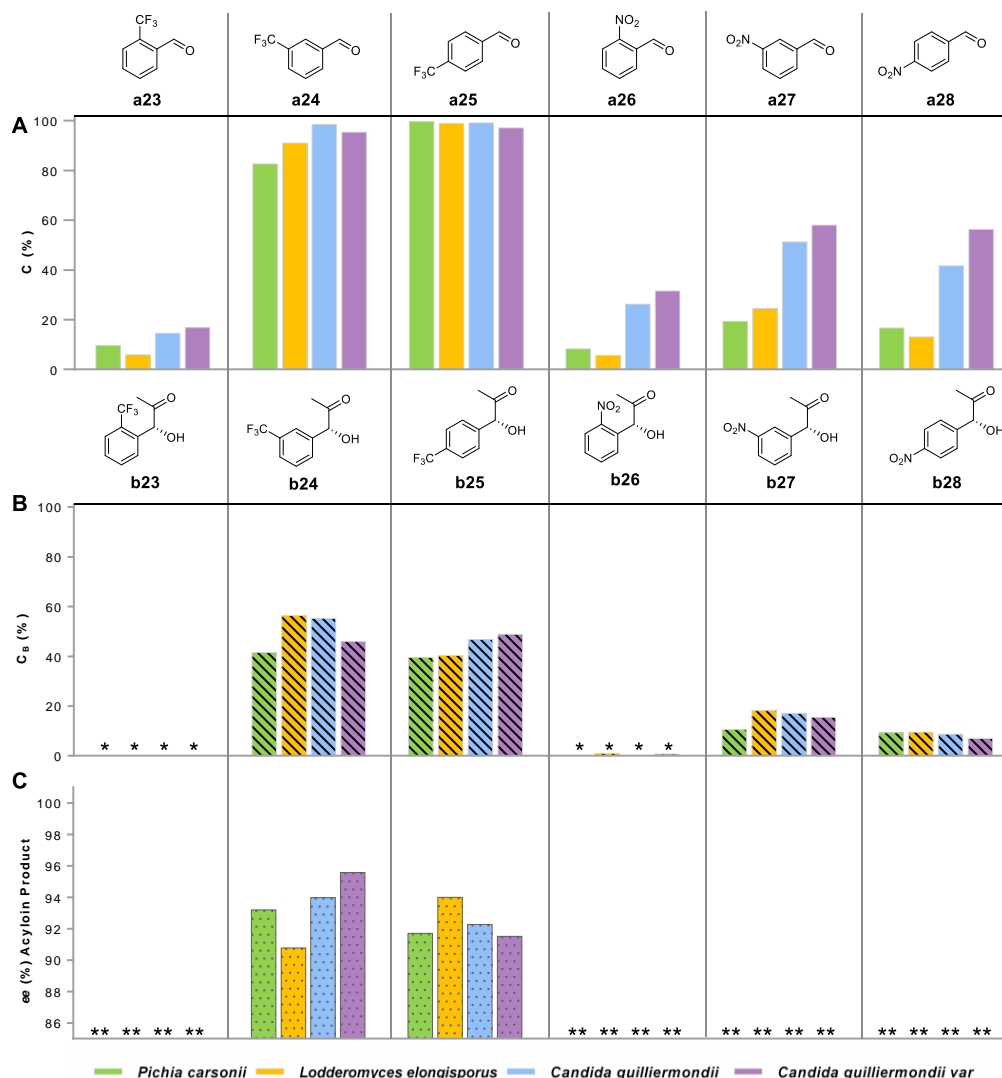 CF3 O F3C O F3C O NO2 O O2N O O2N O
a23 a24 a25 a26 a27 a28
A
100
80
60
40
20
0
C (%)
CF3 O OH F3C O OH F3C O OH NO2 O OH NO2 O OH O2N O OH
b23 b24 b25 b26 b27 b28
B
100
80
60
40
20
0
CB (%)
* * * * * * * *
C
100
98
96
94
92
90
88
86
ee (%) Acyloin Product
** ** ** ** ** ** ** ** ** ** ** ** ** ** ** **
Pichia carsonii Lodderomyces elongisporus Candida guilliermondii Candida guilliermondii var